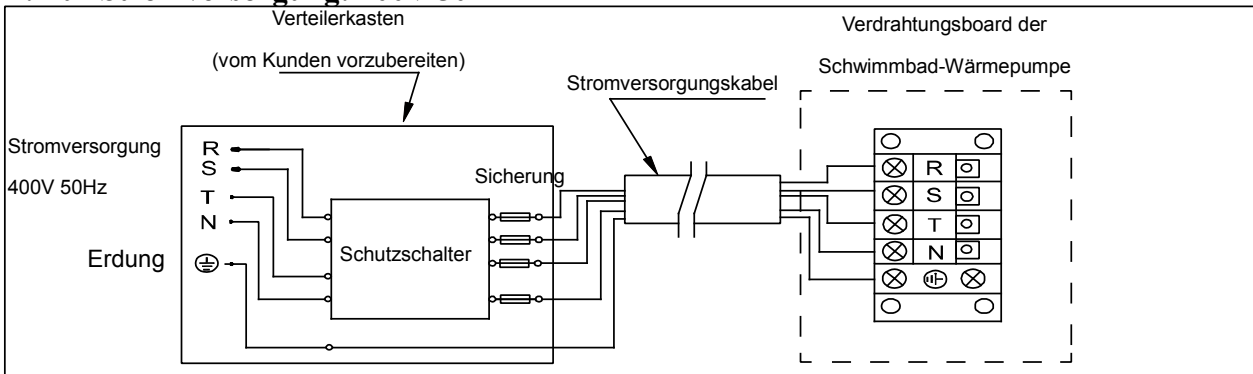 Verteilerkasten
(vom Kunden vorzubereiten)
Verdrahtungsboard der
Schwimmbad-Wärmepumpe
Stromversorgungskabel
Stromversorgung
400V 50Hz
R
S
T
N
Erdung
Schutzschalter
Sicherung
R
S
T
N